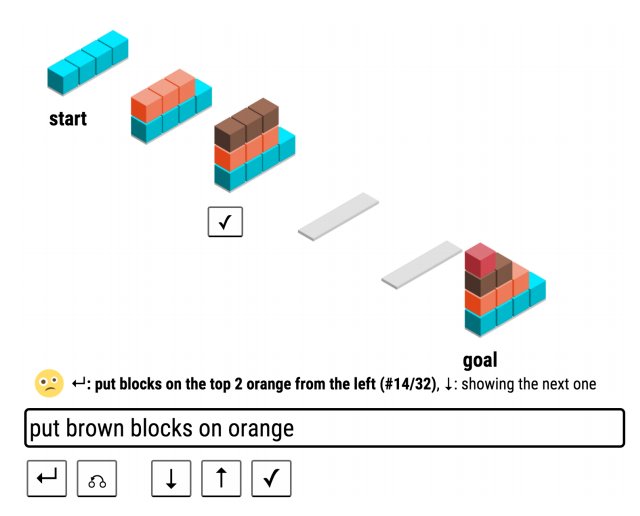 start
✓
goal
↵: put blocks on the top 2 orange from the left (#14/32), ↓: showing the next one
put brown blocks on orange
↵ ↓ ↑ ✓